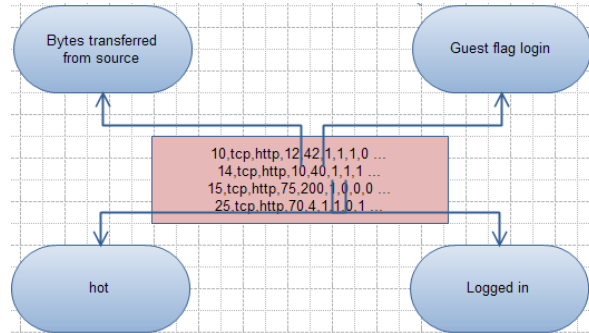 Bytes transferred
from source
Guest flag login
10,tcp,http,12,42,1,1,1,0 ...
14,tcp,http,10,40,1,1,1 ...
15,tcp,http,75,200,1,0,0,0 ...
25,tcp,http,70,4,1,1,0,1 ...
hot
Logged in